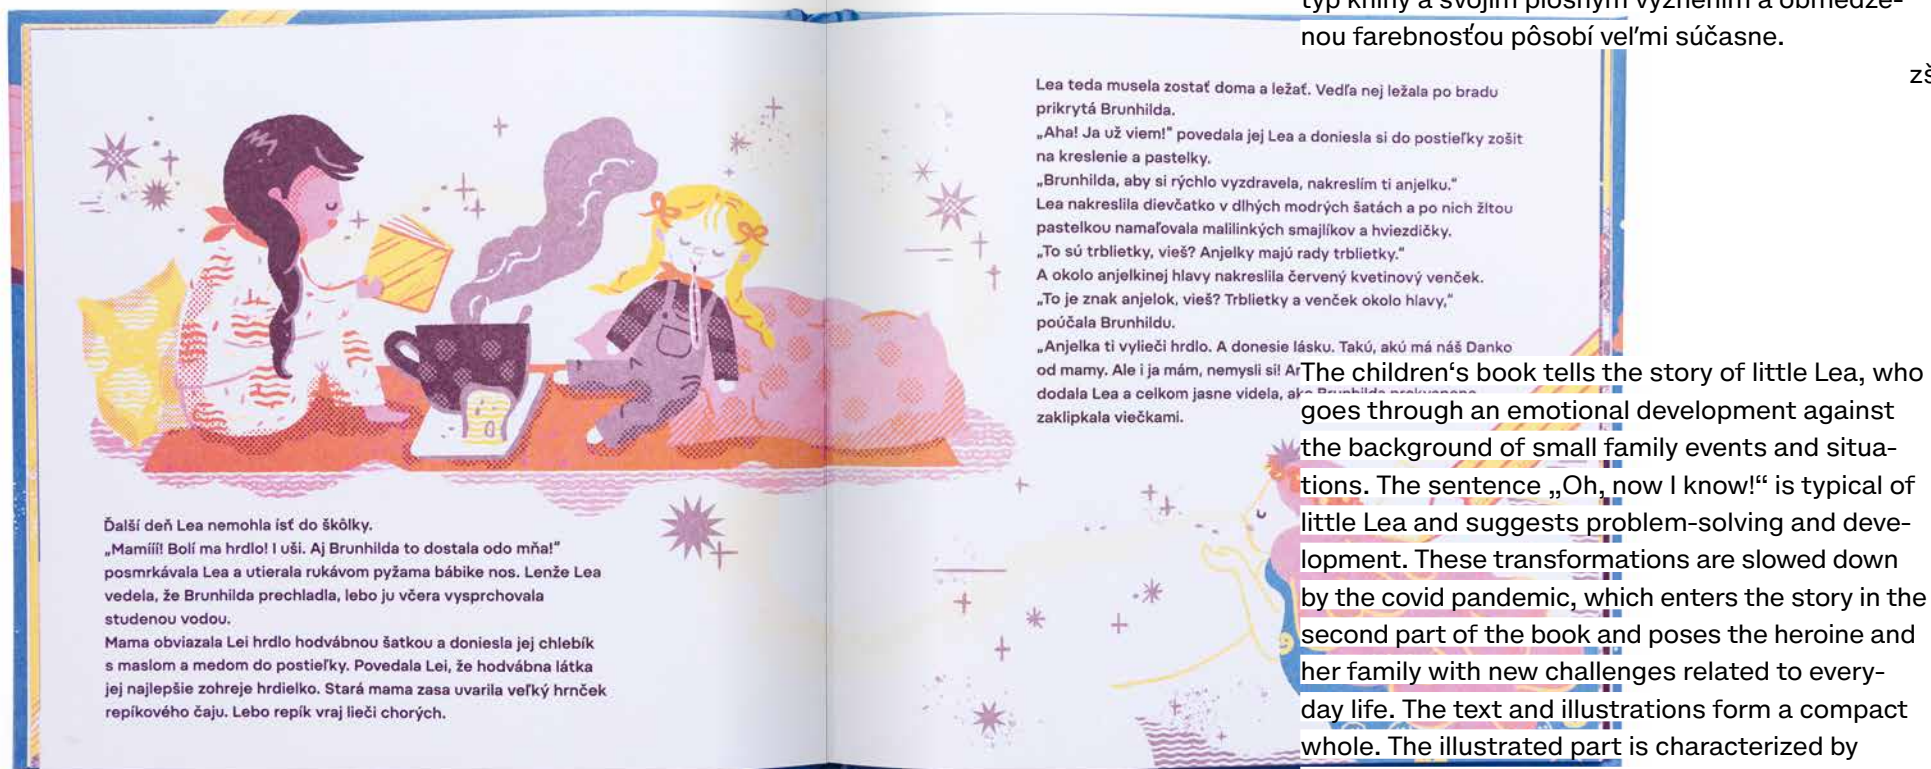 typ knihy a svojím plošným vyznením a obmedze-
nou farebnosťou pôsobí veľmi súčasne.
Ďalší deň Lea nemohla ísť do škôlky.
„Mamííí! Bolí ma hrdlo! I uši. Aj Brunhilda to dostala odo mňa!“
posmrkávala Lea a utierala rukávom pyžama bábike nos. Lenže Lea
vedela, že Brunhilda prechladla, lebo ju včera vysprchovala
studenou vodou.
Mama obviazala Lei hrdlo hodvábnou šatkou a doniesla jej chlebík
s maslom a medom do postieľky. Povedala Lei, že hodvábna látka
jej najlepšie zohreje hrdielko. Stará mama zasa uvarila veľký hrnček
repíkového čaju. Lebo repík vraj lieči chorých.
Lea teda musela zostať doma a ležať. Vedľa nej ležala po bradu
prikrytá Brunhilda.
„Aha! Ja už viem!“ povedala jej Lea a doniesla si do postieľky zošit
na kreslenie a pastelky.
„Brunhilda, aby si rýchlo vyzdravela, nakreslím ti anjelku.“
Lea nakreslila dievčatko v dlhých modrých šatách a po nich žltou
pastelkou namaľovala malilinkých smajlíkov a hviezdičky.
„To sú trblietky, vieš? Anjelky majú rady trblietky.“
A okolo anjelkinej hlavy nakreslila červený kvetinový venček.
„To je znak anjelok, vieš? Trblietky a venček okolo hlavy,“
poúčala Brunhildu.
„Anjelka ti vylieči hrdlo. A donesie lásku. Takú, akú má náš Danko
od mamy. Ale i ja mám, nemysli si!
dodala Lea a celkom jasne videla,
zaklipkala viečkami.
zš
The children‘s book tells the story of little Lea, who
goes through an emotional development against
the background of small family events and situa-
tions. The sentence „Oh, now I know!“ is typical of
little Lea and suggests problem-solving and deve-
lopment. These transformations are slowed down
by the covid pandemic, which enters the story in the
second part of the book and poses the heroine and
her family with new challenges related to every-
day life. The text and illustrations form a compact
whole. The illustrated part is characterized by